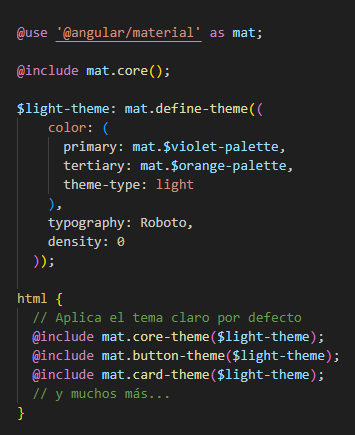 @use '@angular/material' as mat;
@include mat.core();
$light-theme: mat.define-theme((
color: (
primary: mat.$violet-palette,
tertiary: mat.$orange-palette,
theme-type: light
),
typography: Roboto,
density: 0
));
html {
// Aplica el tema claro por defecto
@include mat.core-theme($light-theme);
@include mat.button-theme($light-theme);
@include mat.card-theme($light-theme);
// y muchos más...
}